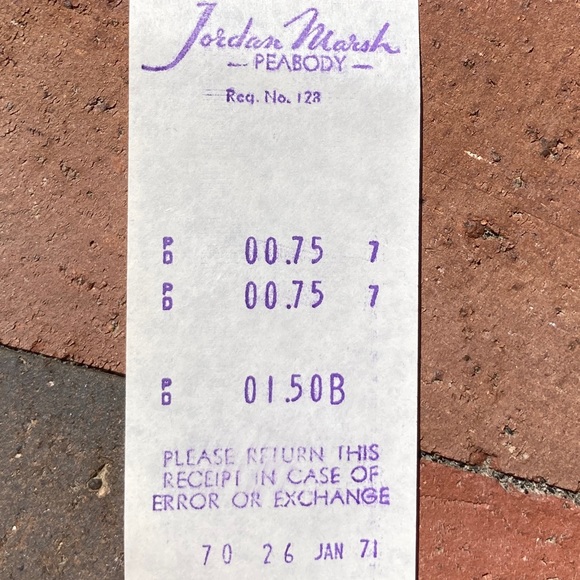 Jordan Marsh
— PEABODY —
Reg. No. 128
PD 00.75 7
PD 00.75 7
PD 01.50B
PLEASE RETURN THIS
RECEIPT IN CASE OF
ERROR OR EXCHANGE
70 26 JAN 71